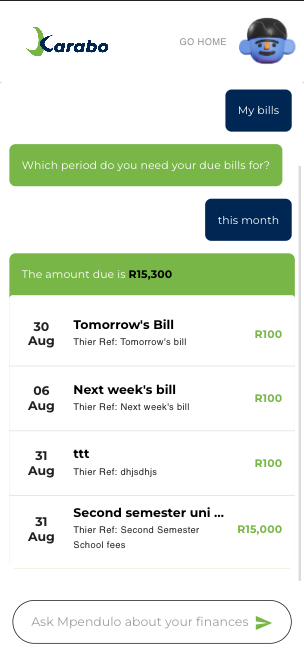 Carabo
GO HOME
My bills
Which period do you need your due bills for?
this month
The amount due is R15,300
30
Aug
Tomorrow's Bill
Thier Ref: Tomorrow's bill
R100
06
Aug
Next week's bill
Thier Ref: Next week's bill
R100
31
Aug
ttt
Thier Ref: dhjsdhjs
R100
31
Aug
Second semester uni ...
Thier Ref: Second Semester
School fees
R15,000
Ask Mpendulo about your finances